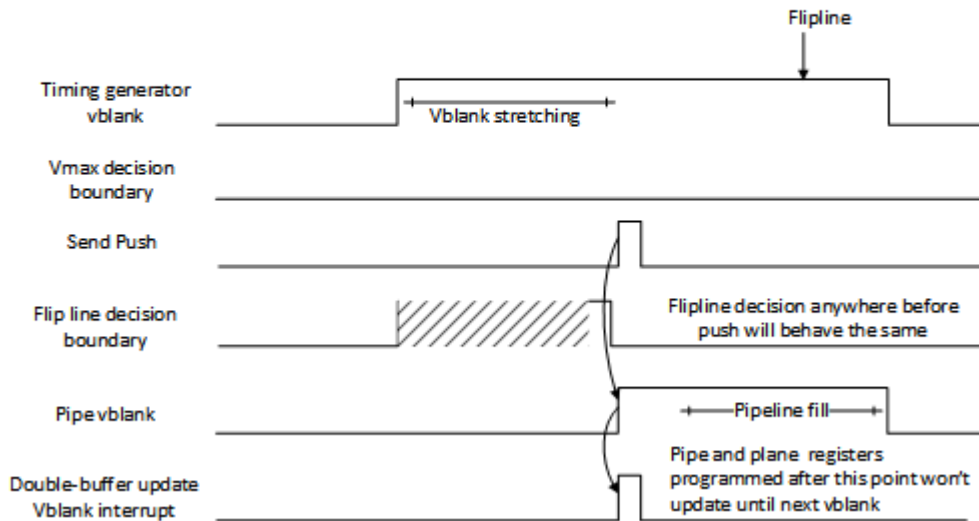 Flipline
Timing generator
vblank
Vblank stretching
Vmax decision
boundary
Send Push
Flip line decision
boundary
Flipline decision anywhere before
push will behave the same
Pipe vblank
Pipeline fill
Double-buffer update
Vblank interrupt
Pipe and plane registers
programmed after this point won't
update until next vblank